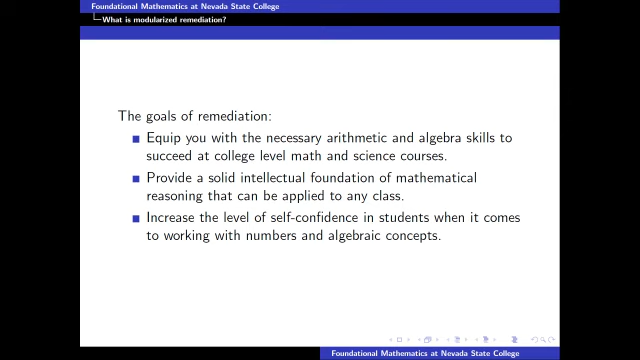 Foundational Mathematics at Nevada State College
What is modularized remediation?
The goals of remediation:
Equip you with the necessary arithmetic and algebra skills to
succeed at college level math and science courses.
Provide a solid intellectual foundation of mathematical
reasoning that can be applied to any class.
Increase the level of self-confidence in students when it comes
to working with numbers and algebraic concepts.
Foundational Mathematics at Nevada State College